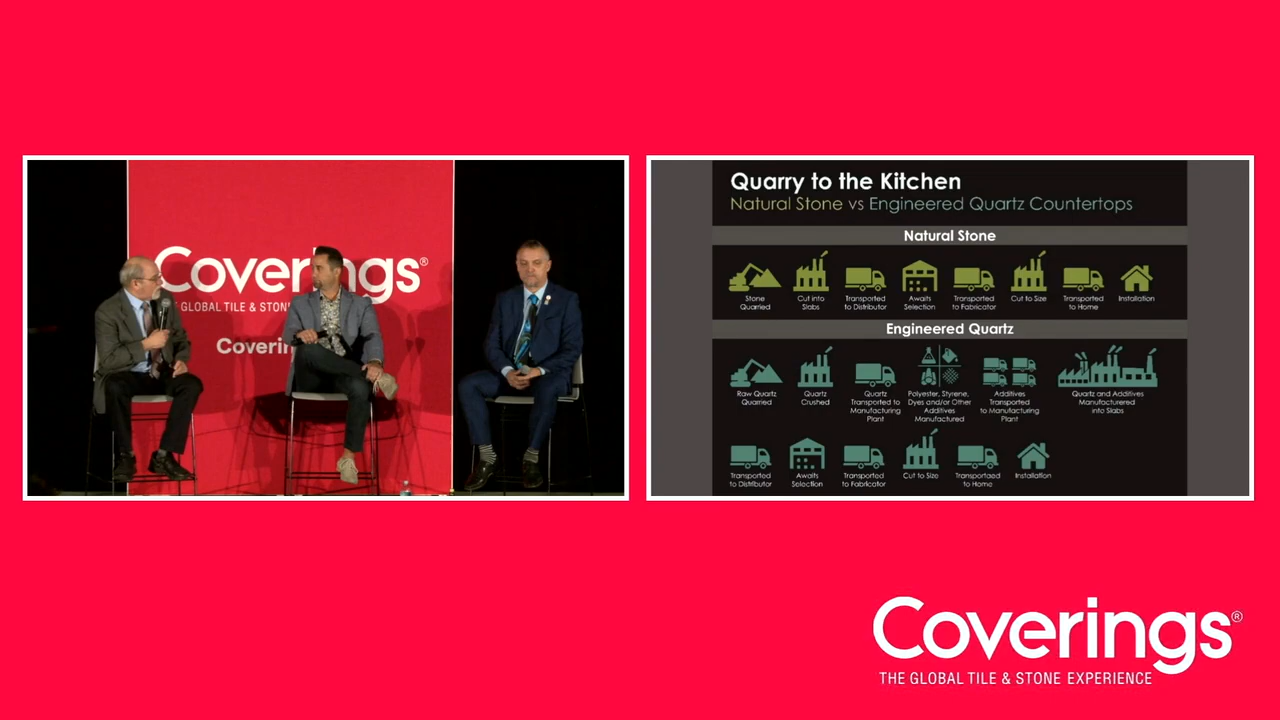 Coverings®
GLOBAL TILE & STON
Coverin
Quarry to the Kitchen
Natural Stone vs Engineered Quartz Countertops
Natural Stone
Stone
Quarried
Cut into
Slabs
Transported
to Distributor
Awaits
Selection
Transported
to Fabricator
Cut to Size
Transported
to Home
Installation
Engineered Quartz
Raw Quartz
Quarried
Quartz
Crushed
Quartz
Transported to
Manufacturing
Plant
Polyester, Styrene,
Dyes and/or Other
Additives
Manufactured
Additives
Transported
to Manufacturing
Plant
Quartz and Additives
Manufactured
into Slabs
Transported
to Distributor
Awaits
Selection
Transported
to Fabricator
Cut to Size
Transported
to Home
Installation
Coverings®
THE GLOBAL TILE & STONE EXPERIENCE